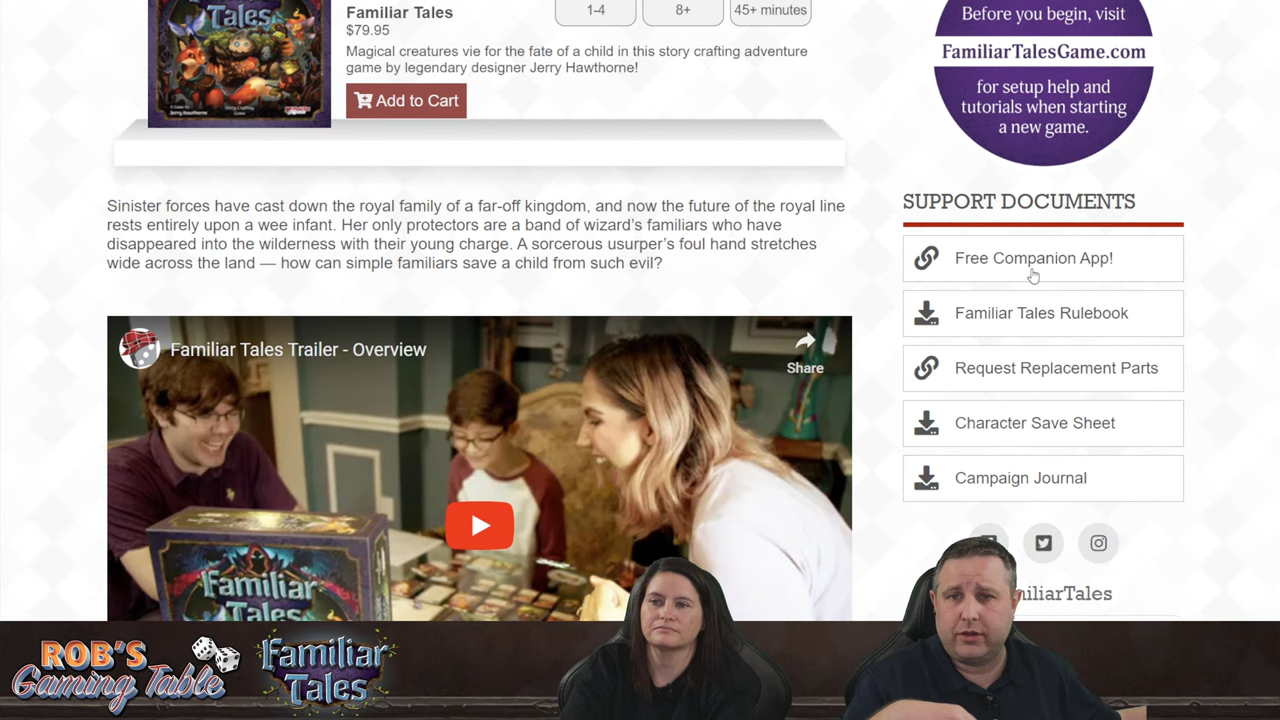 Tales
Familiar Tales
$79.95
1-4
8+
45+ minutes
Magical creatures vie for the fate of a child in this story crafting adventure
game by legendary designer Jerry Hawthorne!
Add to Cart
Before you begin, visit
FamiliarTalesGame.com
for setup help and
tutorials when starting
a new game.
Sinister forces have cast down the royal family of a far-off kingdom, and now the future of the royal line
rests entirely upon a wee infant. Her only protectors are a band of wizard's familiars who have
disappeared into the wilderness with their young charge. A sorcerous usurper's foul hand stretches
wide across the land — how can simple familiars save a child from such evil?
SUPPORT DOCUMENTS
Free Companion App!
Familiar Tales Rulebook
Request Replacement Parts
Character Save Sheet
Campaign Journal
Familiar Tales Trailer - Overview
Share
Familiar
Tales
miliarTales
ROB'S
Gaming Table
Familiar
Tales